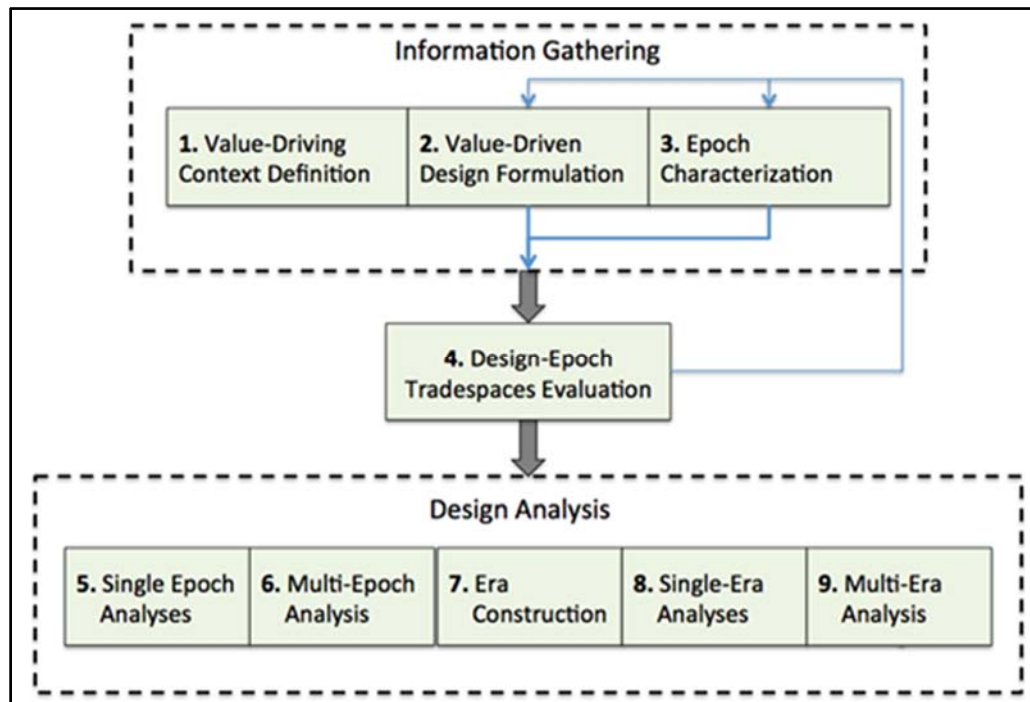 Information Gathering
1. Value-Driving
Context Definition
2. Value-Driven
Design Formulation
3. Epoch
Characterization
4. Design-Epoch
Tradespaces Evaluation
Design Analysis
5. Single Epoch
Analyses
6. Multi-Epoch
Analysis
7. Era
Construction
8. Single-Era
Analyses
9. Multi-Era
Analysis